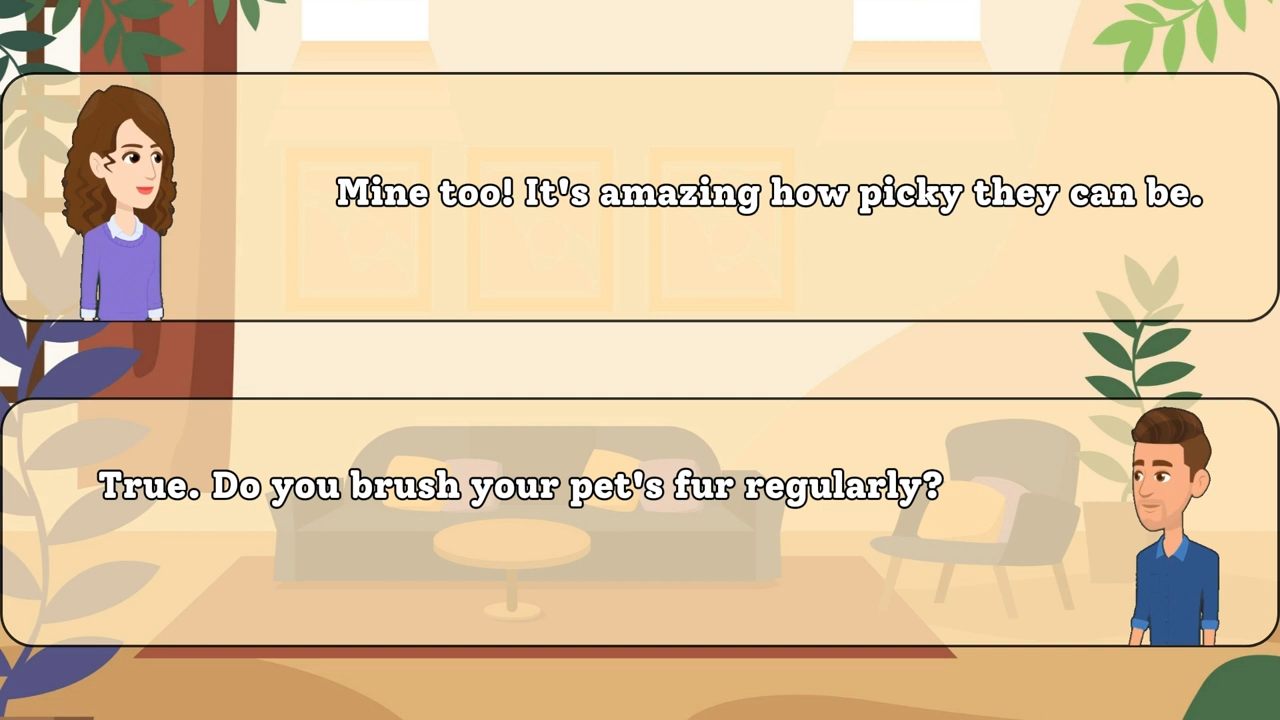 Mine too! It's amazing how picky they can be.
True. Do you brush your pet's fur regularly?